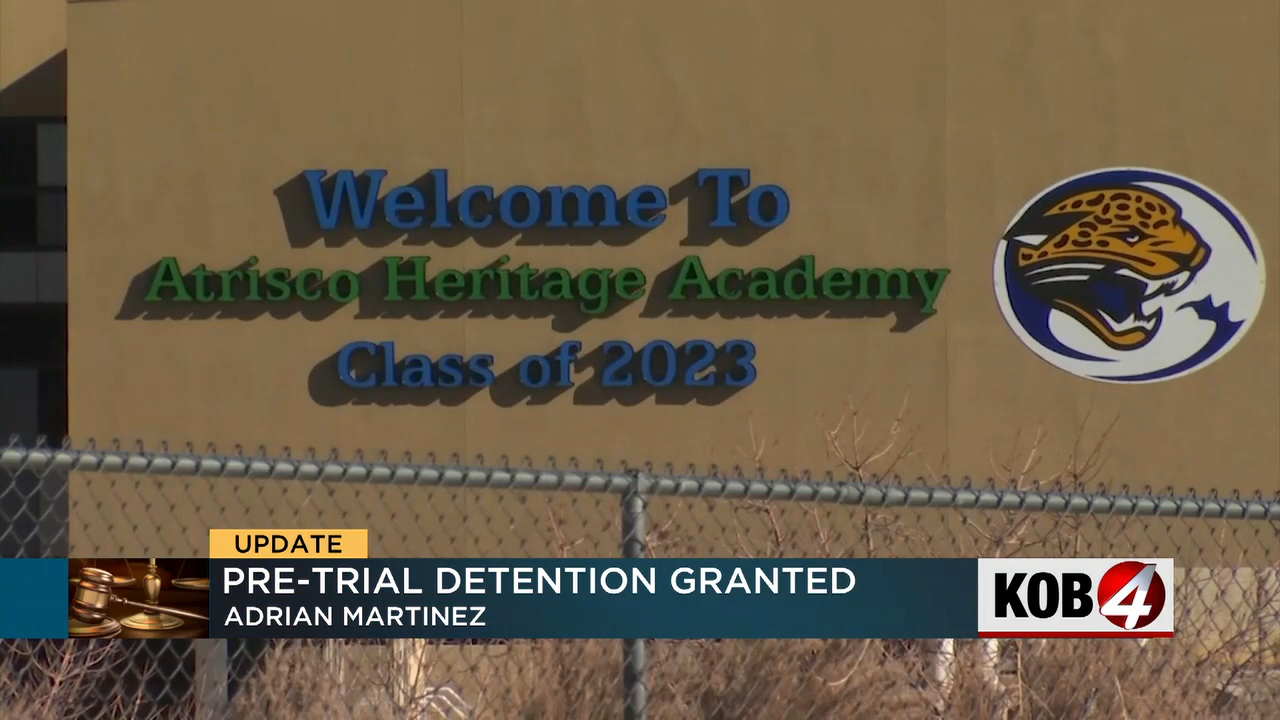 Welcome To
Atrisco Heritage Academy
Class of 2023
UPDATE
PRE-TRIAL DETENTION GRANTED
ADRIAN MARTINEZ
KOB 4